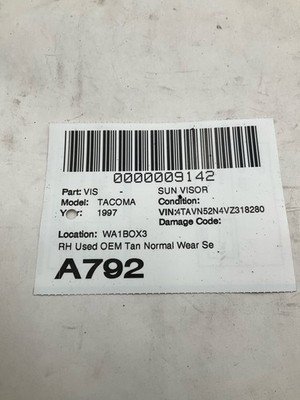 0000009142
Part: VIS - SUN VISOR
Model: TACOMA Condition:
Year: 1997 VIN:4TAVN52N4VZ318280
Damage Code:
Location: WA1BOX3
RH Used OEM Tan Normal Wear Se
A792